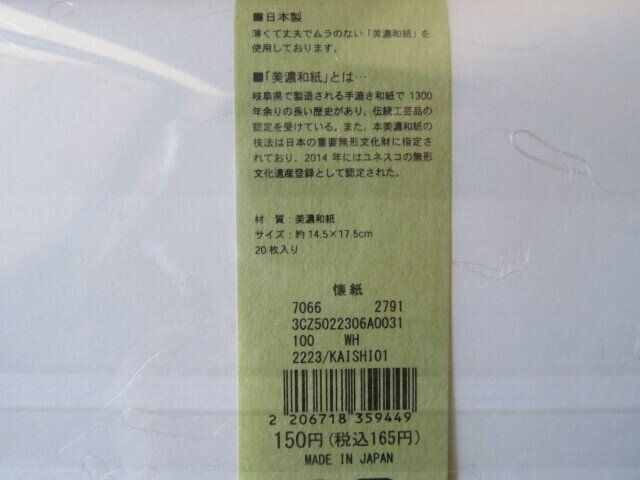 ■日本製
薄くて丈夫でムラのない「美濃和紙」を
使用しております。
■「美濃和紙」とは…
岐阜県で製造される手漉き和紙で 1300
年余りの長い歴史があり、伝統工芸品の
認定を受けている。また、本美濃和紙の
技法は日本の重要無形文化財に指定さ
れており、2014 年にはユネスコの無形
文化遺産登録として認定された。
材 質：美濃和紙
サイズ：約 14.5×17.5cm
20枚入り
懐紙
7066 2791
3CZ5022306A0031
100 WH
2223/KAISHI01
2 206718 359449
150円(税込165円)
MADE IN JAPAN